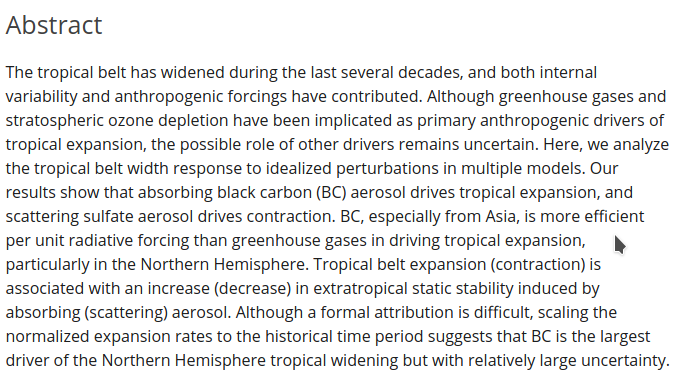 Abstract
The tropical belt has widened during the last several decades, and both internal
variability and anthropogenic forcings have contributed. Although greenhouse gases and
stratospheric ozone depletion have been implicated as primary anthropogenic drivers of
tropical expansion, the possible role of other drivers remains uncertain. Here, we analyze
the tropical belt width response to idealized perturbations in multiple models. Our
results show that absorbing black carbon (BC) aerosol drives tropical expansion, and
scattering sulfate aerosol drives contraction. BC, especially from Asia, is more efficient
per unit radiative forcing than greenhouse gases in driving tropical expansion,
particularly in the Northern Hemisphere. Tropical belt expansion (contraction) is
associated with an increase (decrease) in extratropical static stability induced by
absorbing (scattering) aerosol. Although a formal attribution is difficult, scaling the
normalized expansion rates to the historical time period suggests that BC is the largest
driver of the Northern Hemisphere tropical widening but with relatively large uncertainty.